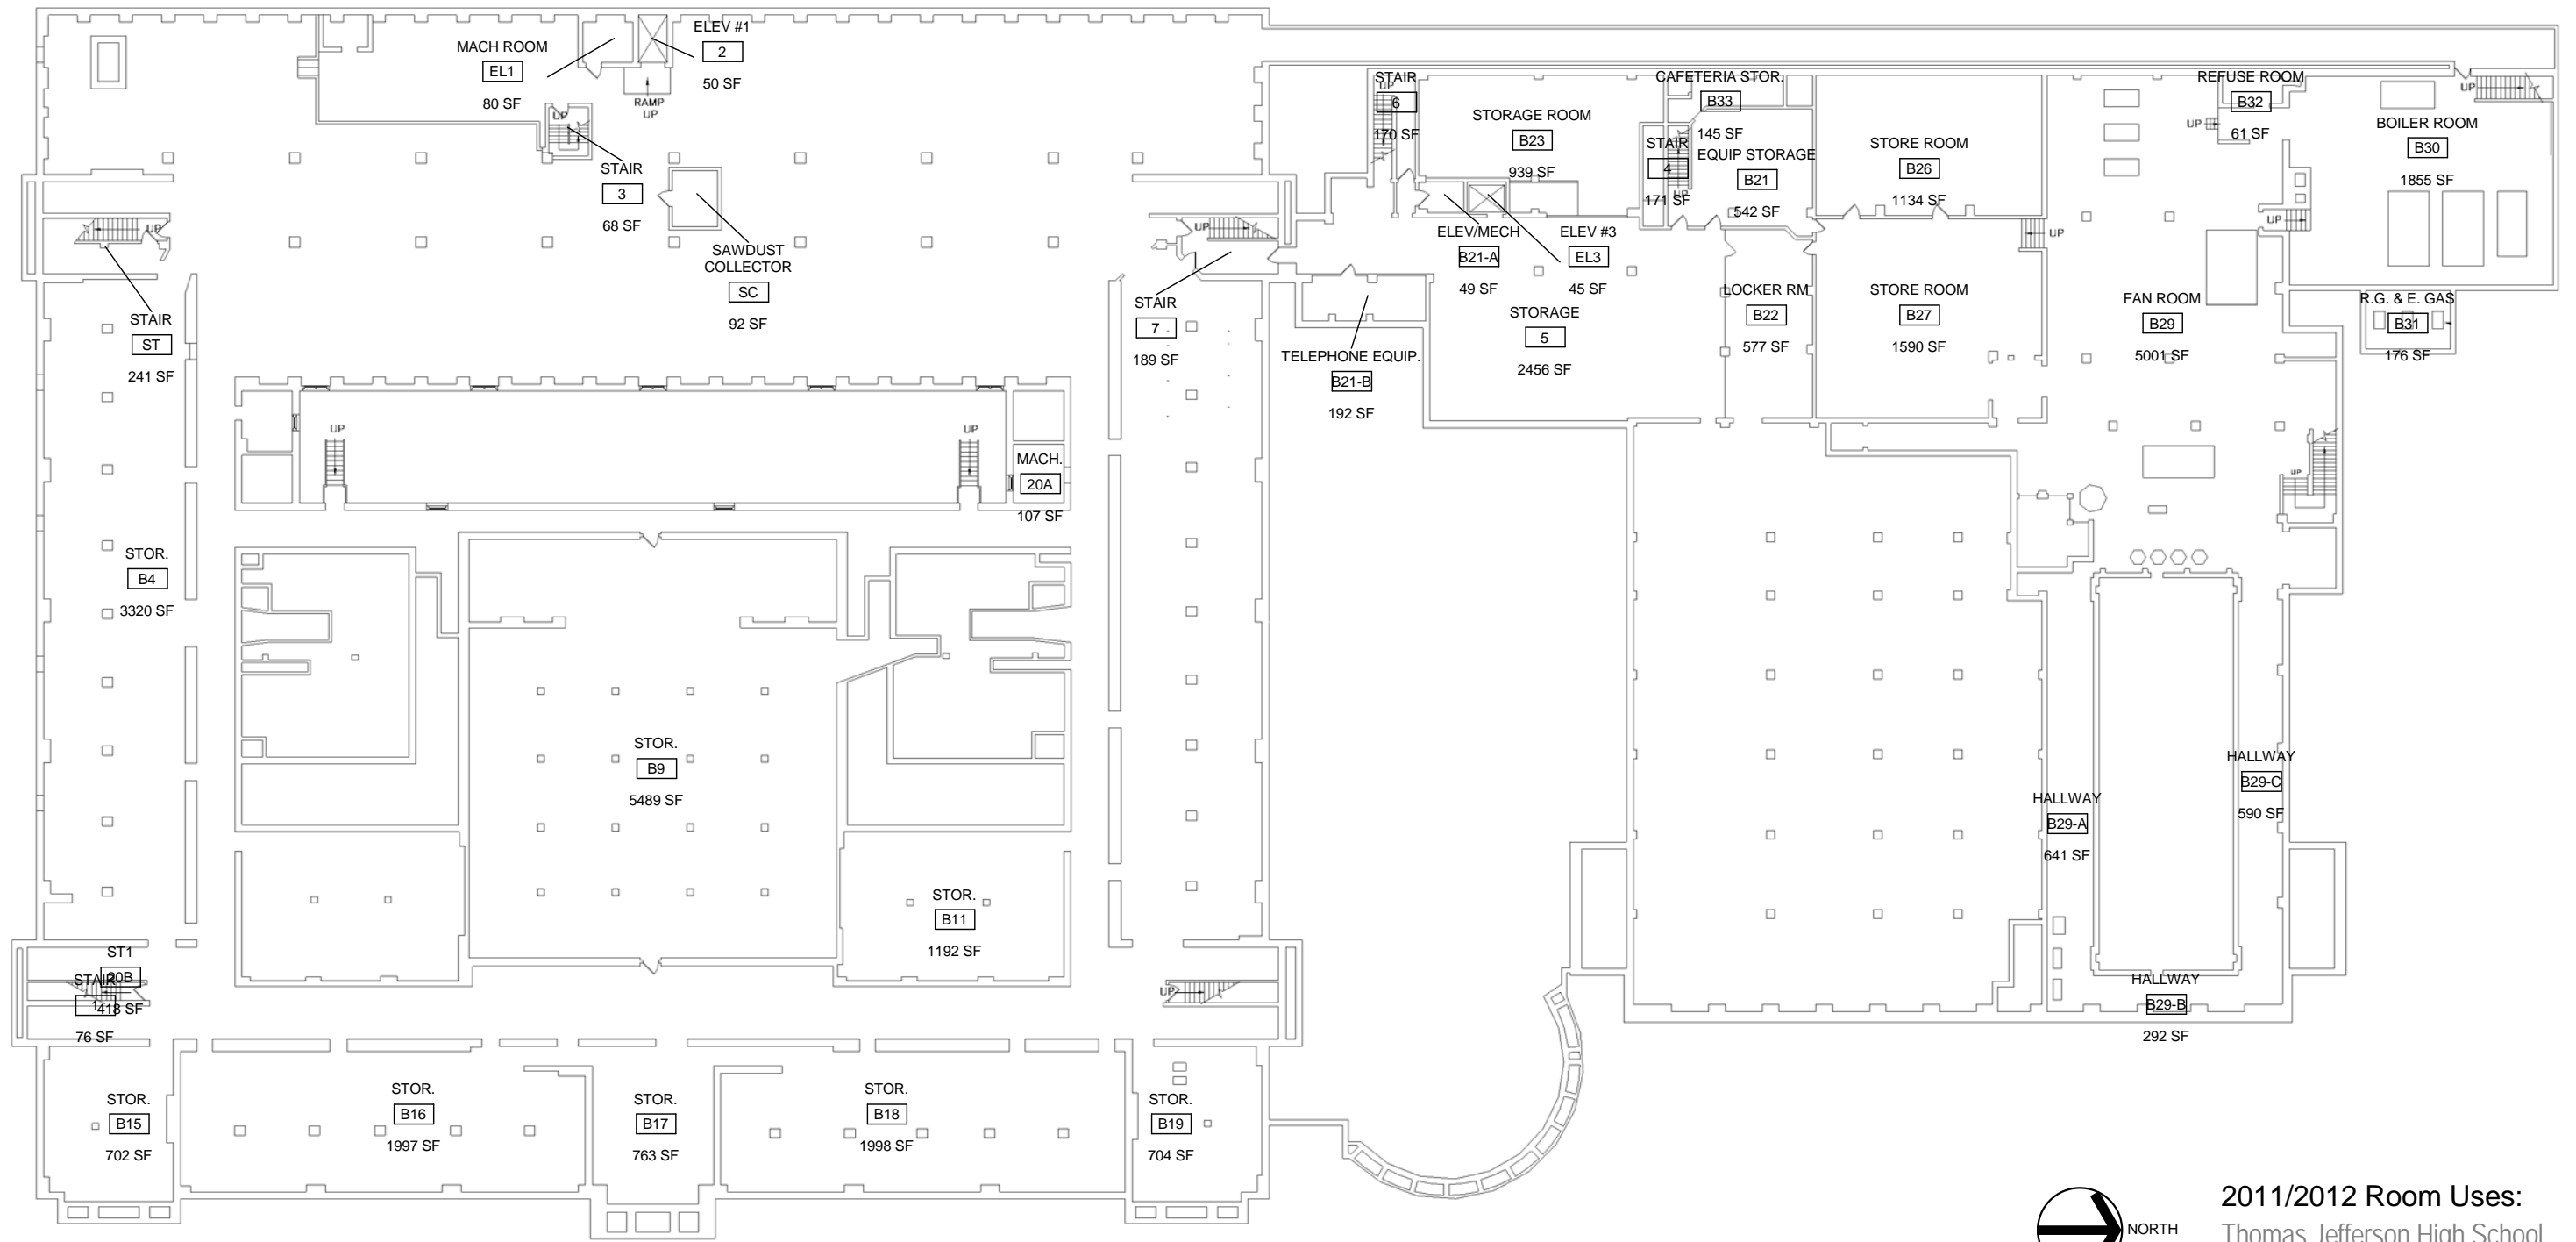 MACH ROOM
EL1
80 SF
ELEV #1
2
50 SF
RAMP
UP
UP
STAIR
3
68 SF
SAWDUST
COLLECTOR
SC
92 SF
UP
STAIR
ST
241 SF
STAIR
UP
6
170 SF
STORAGE ROOM
B23
939 SF
CAFETERIA STOR.
B33
145 SF
STAIR
4
171 SF
UP
EQUIP STORAGE
B21
542 SF
STORE ROOM
B26
1134 SF
REFUSE ROOM
B32
61 SF
UP
UP
BOILER ROOM
B30
1855 SF
UP
UP
UP
STAIR
7
189 SF
ELEV/MECH
B21-A
49 SF
ELEV #3
EL3
45 SF
TELEPHONE EQUIP.
B21-B
192 SF
STORAGE
5
2456 SF
LOCKER RM
B22
577 SF
STORE ROOM
B27
1590 SF
FAN ROOM
B29
5001 SF
R.G. & E. GAS
B31
176 SF
UP
UP
UP
MACH.
20A
107 SF
STOR.
B4
3320 SF
STOR.
B9
5489 SF
STOR.
B11
1192 SF
HALLWAY
B29-A
641 SF
HALLWAY
B29-C
590 SF
HALLWAY
B29-B
292 SF
ST1
20B
418 SF
STAIR
1
76 SF
UP
STOR.
B15
702 SF
STOR.
B16
1997 SF
STOR.
B17
763 SF
STOR.
B18
1998 SF
STOR.
B19
704 SF
NORTH
2011/2012 Room Uses:
Thomas Jefferson High School